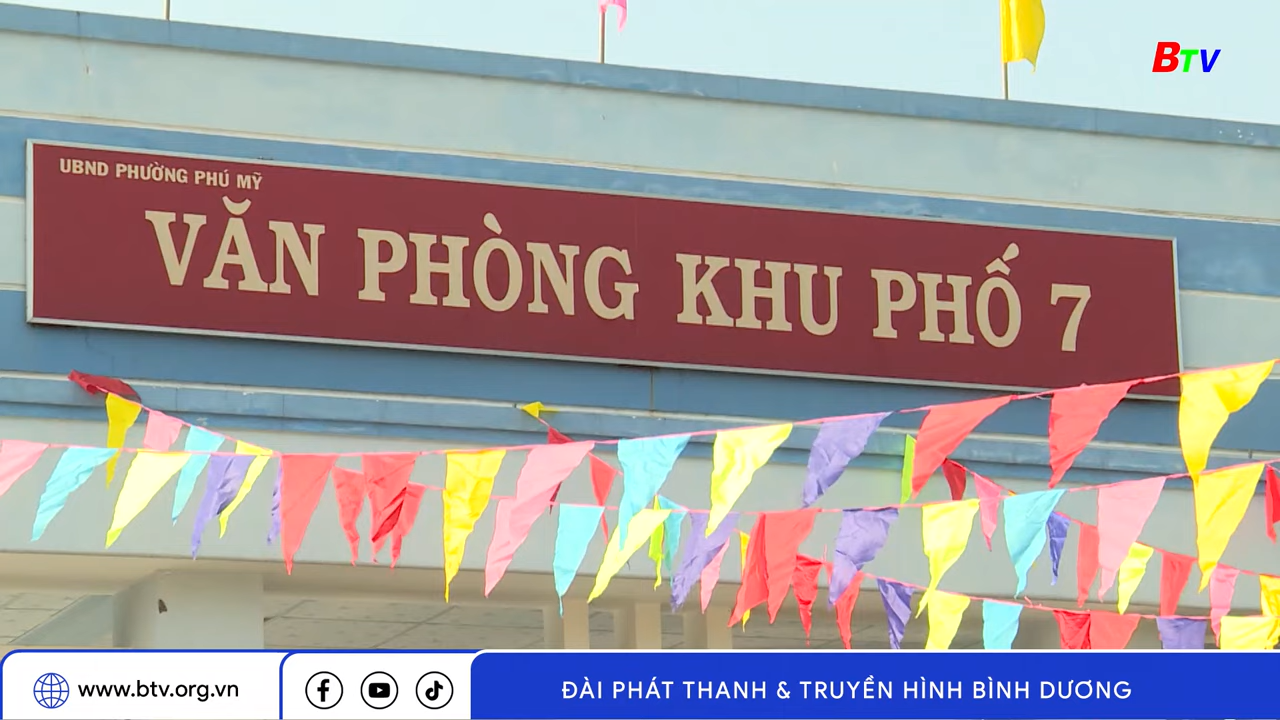 BTV
UBND PHƯỜNG PHÚ MỸ
VĂN PHÒNG KHU PHỐ 7
www.btv.org.vn
ĐÀI PHÁT THANH & TRUYỀN HÌNH BÌNH DƯƠNG